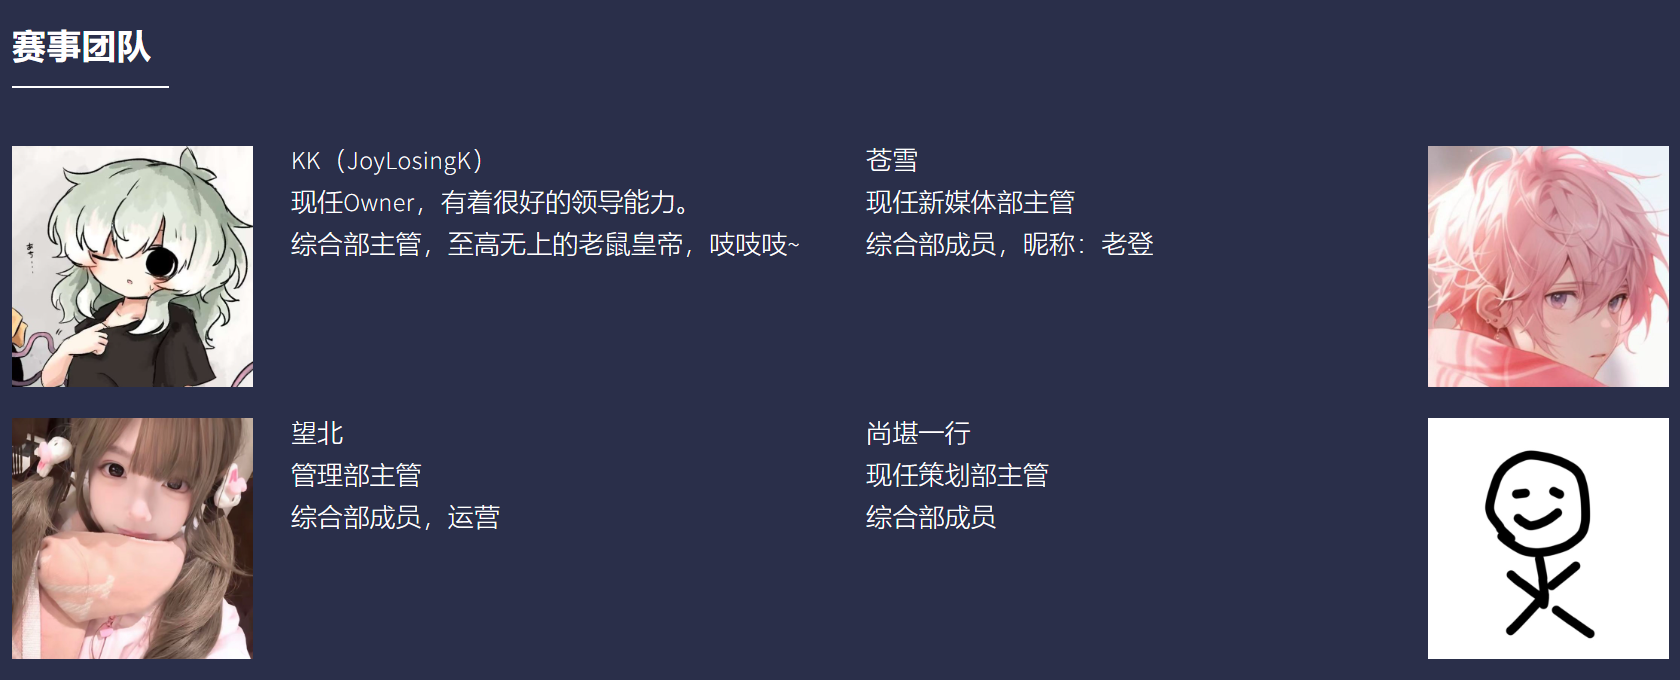 赛事团队
KK（JoyLosingK）
现任Owner，有着很好的领导能力。
综合部主管，至高无上的老鼠皇帝，吱吱吱~
苍雪
现任新媒体部主管
综合部成员，昵称：老登
望北
管理部主管
综合部成员，运营
尚堪一行
现任策划部主管
综合部成员